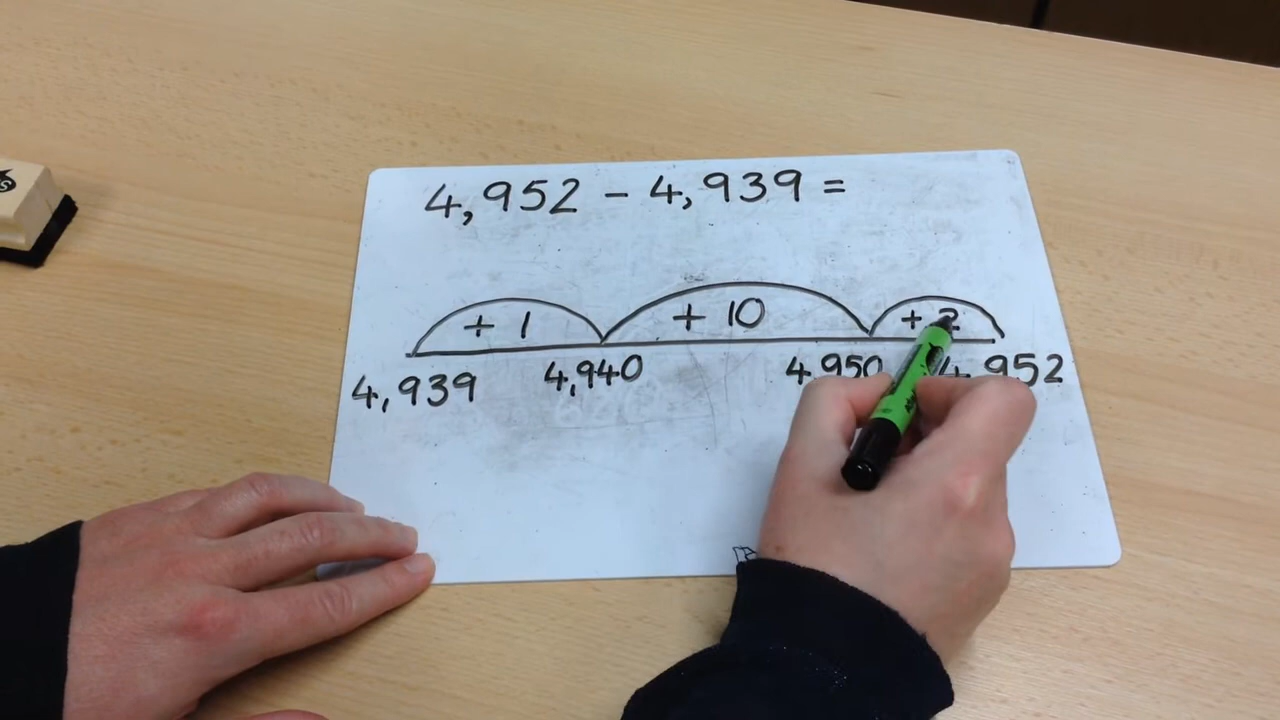 4,952 - 4,939 =
+ 1 + 10 + 2
4,939 4,940 4,950 4,952